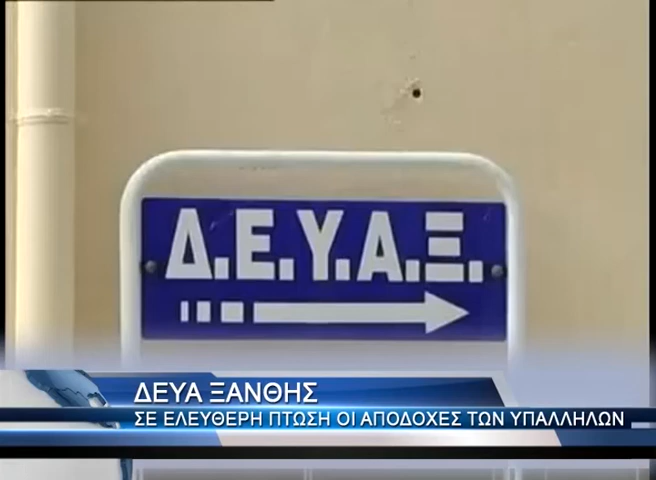 Δ.Ε.Υ.Α.Ξ.
ΔΕΥΑ ΞΑΝΘΗΣ
ΣΕ ΕΛΕΥΘΕΡΗ ΠΤΩΣΗ ΟΙ ΑΠΟΔΟΧΕΣ ΤΩΝ ΥΠΑΛΛΗΛΩΝ